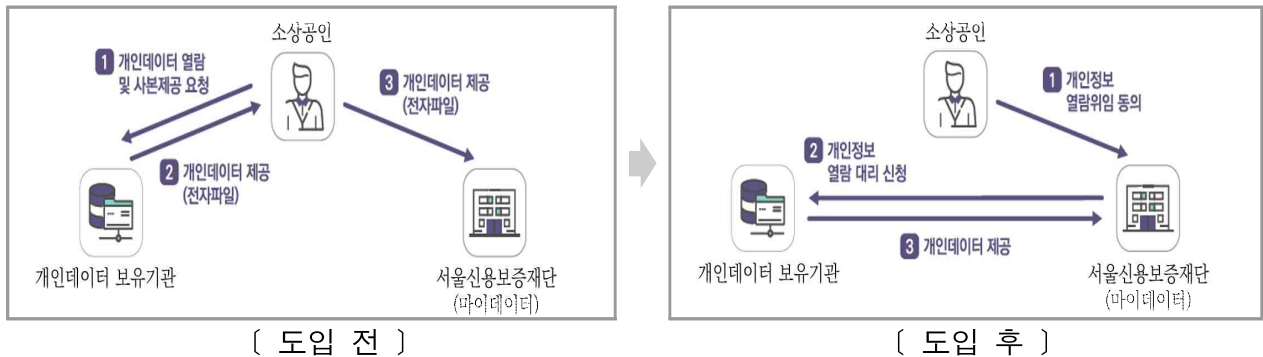 소상공인
1 개인데이터 열람
및 사본제공 요청
3 개인데이터 제공
(전자파일)
2 개인데이터 제공
(전자파일)
개인데이터 보유기관
서울신용보증재단
(마이데이터)
〔 도입 전 〕
소상공인
1 개인정보
열람위임 동의
2 개인정보
열람 대리 신청
3 개인데이터 제공
개인데이터 보유기관
서울신용보증재단
(마이데이터)
〔 도입 후 〕